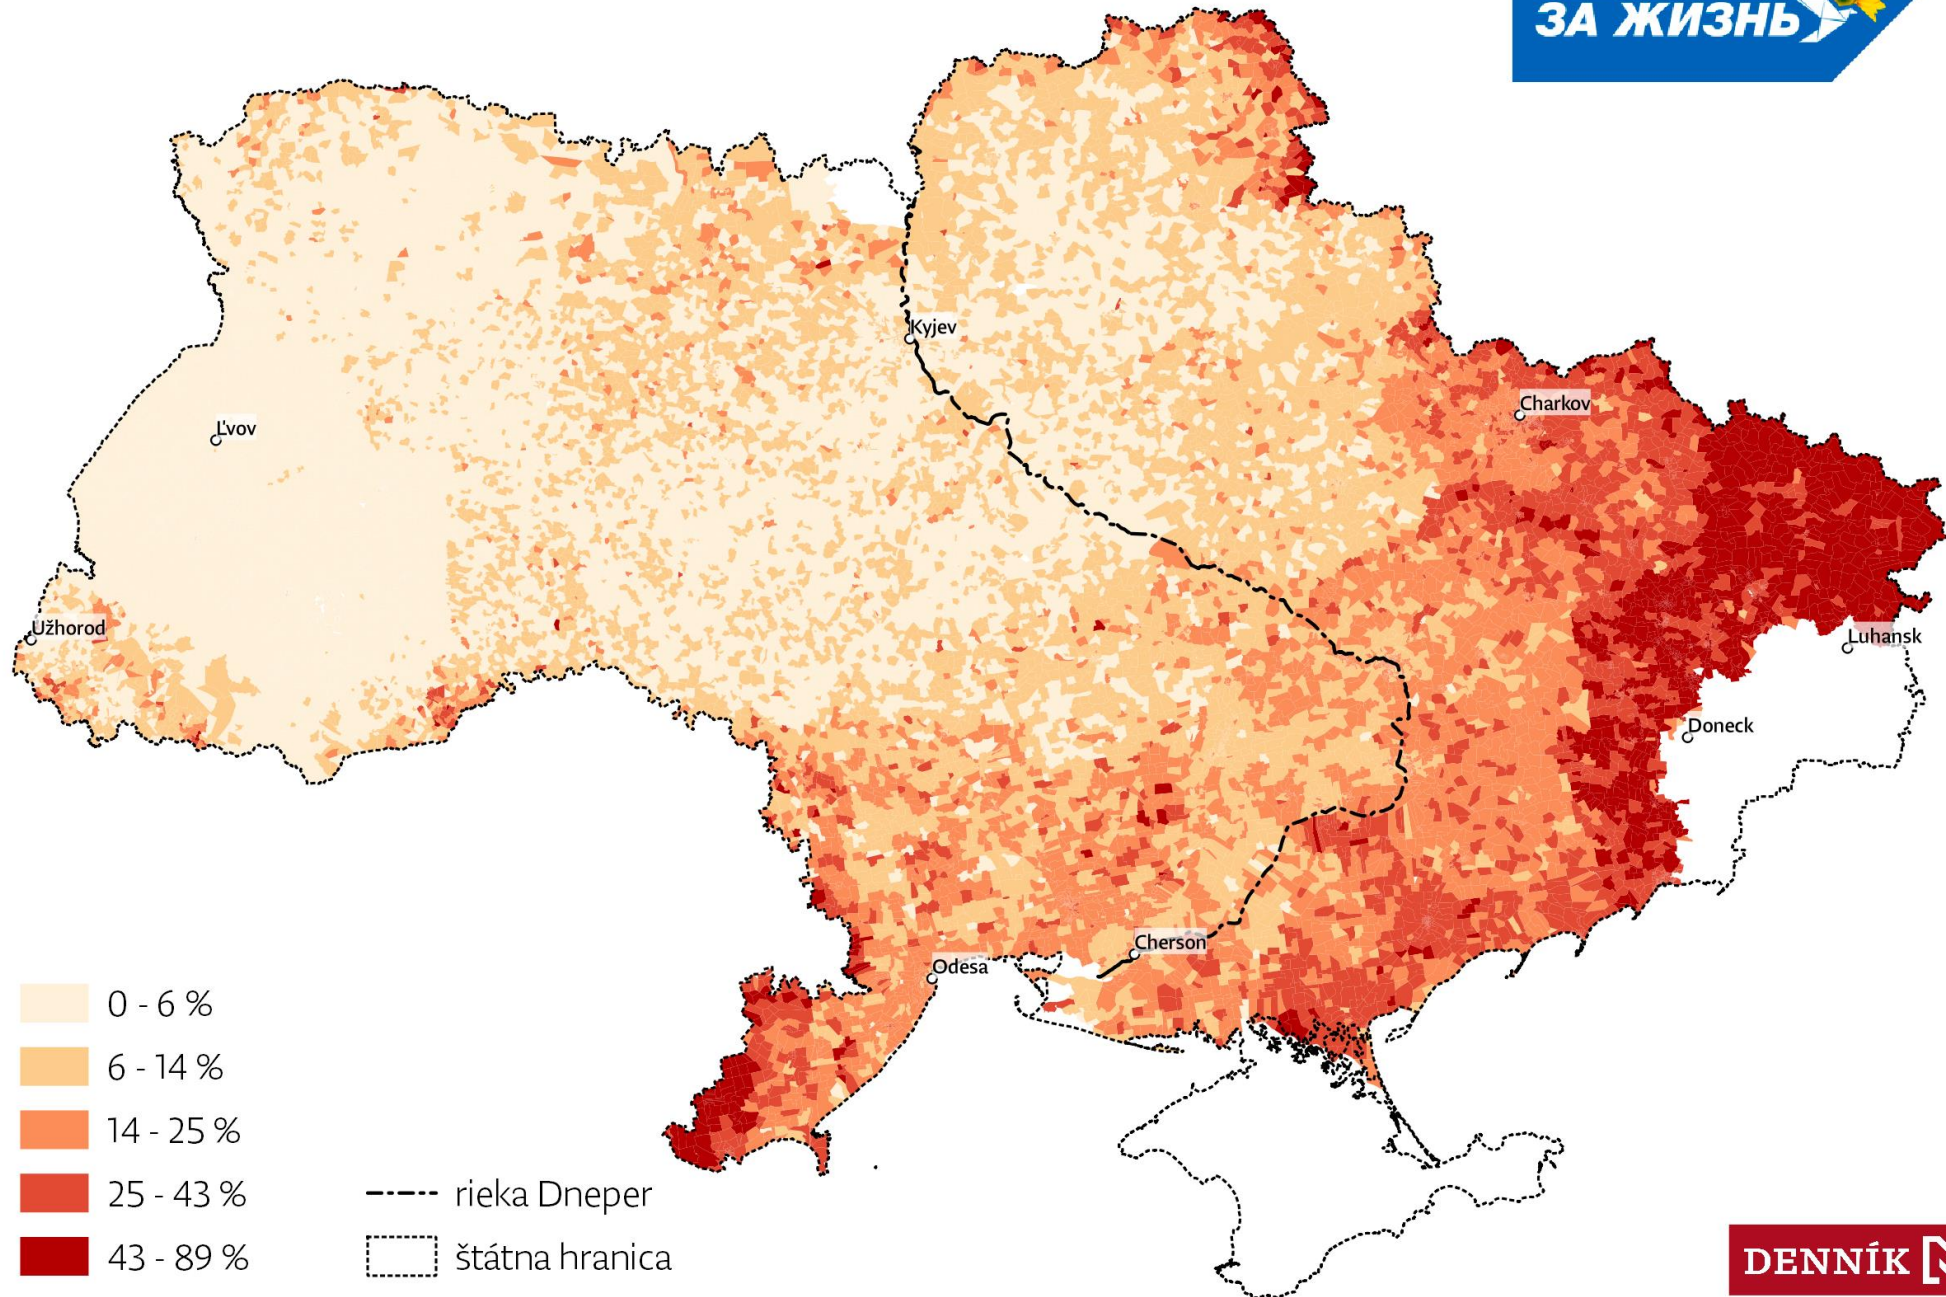 ЗА ЖИЗНЬ
Kyjev
Charkov
Ľvov
Užhorod
Luhansk
Doneck
Cherson
Odesa
0 - 6 %
6 - 14 %
14 - 25 %
25 - 43 %
43 - 89 %
rieka Dneper
štátna hranica
DENNÍK N